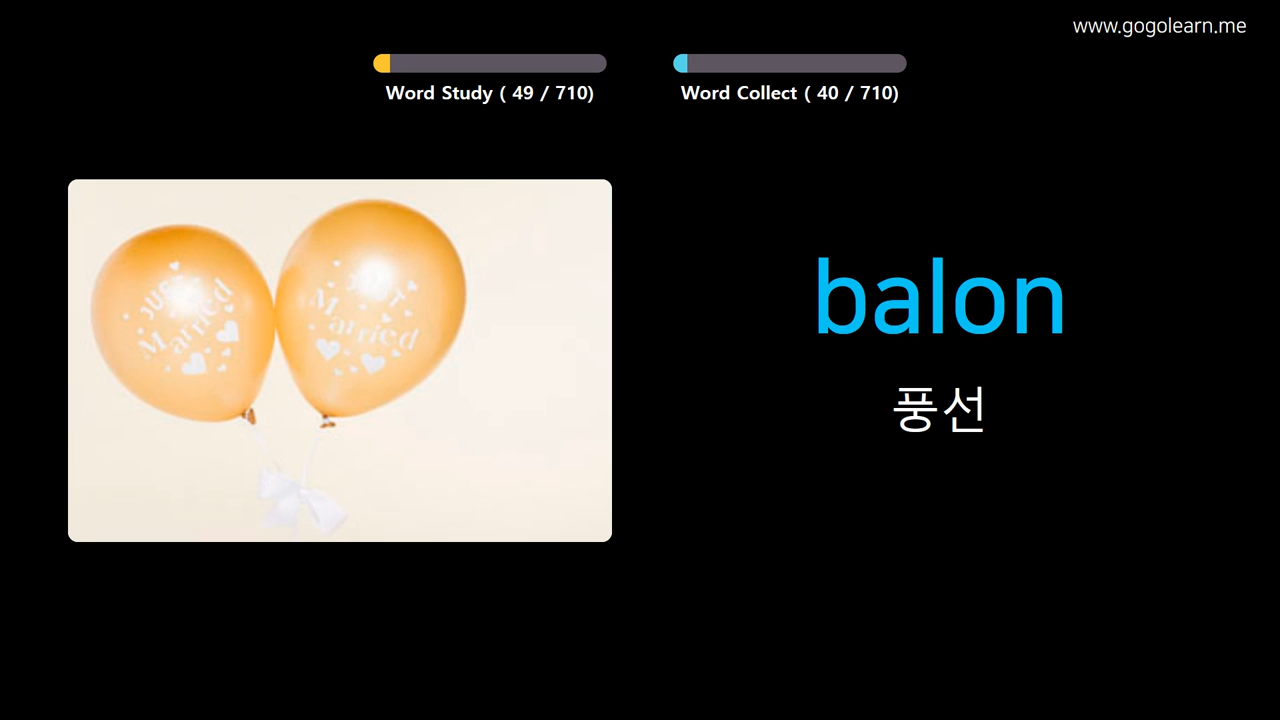 www.gogolearn.me
Word Study ( 49 / 710)
Word Collect ( 40 / 710)
JUST
Married
JUST
Married
balon
풍선